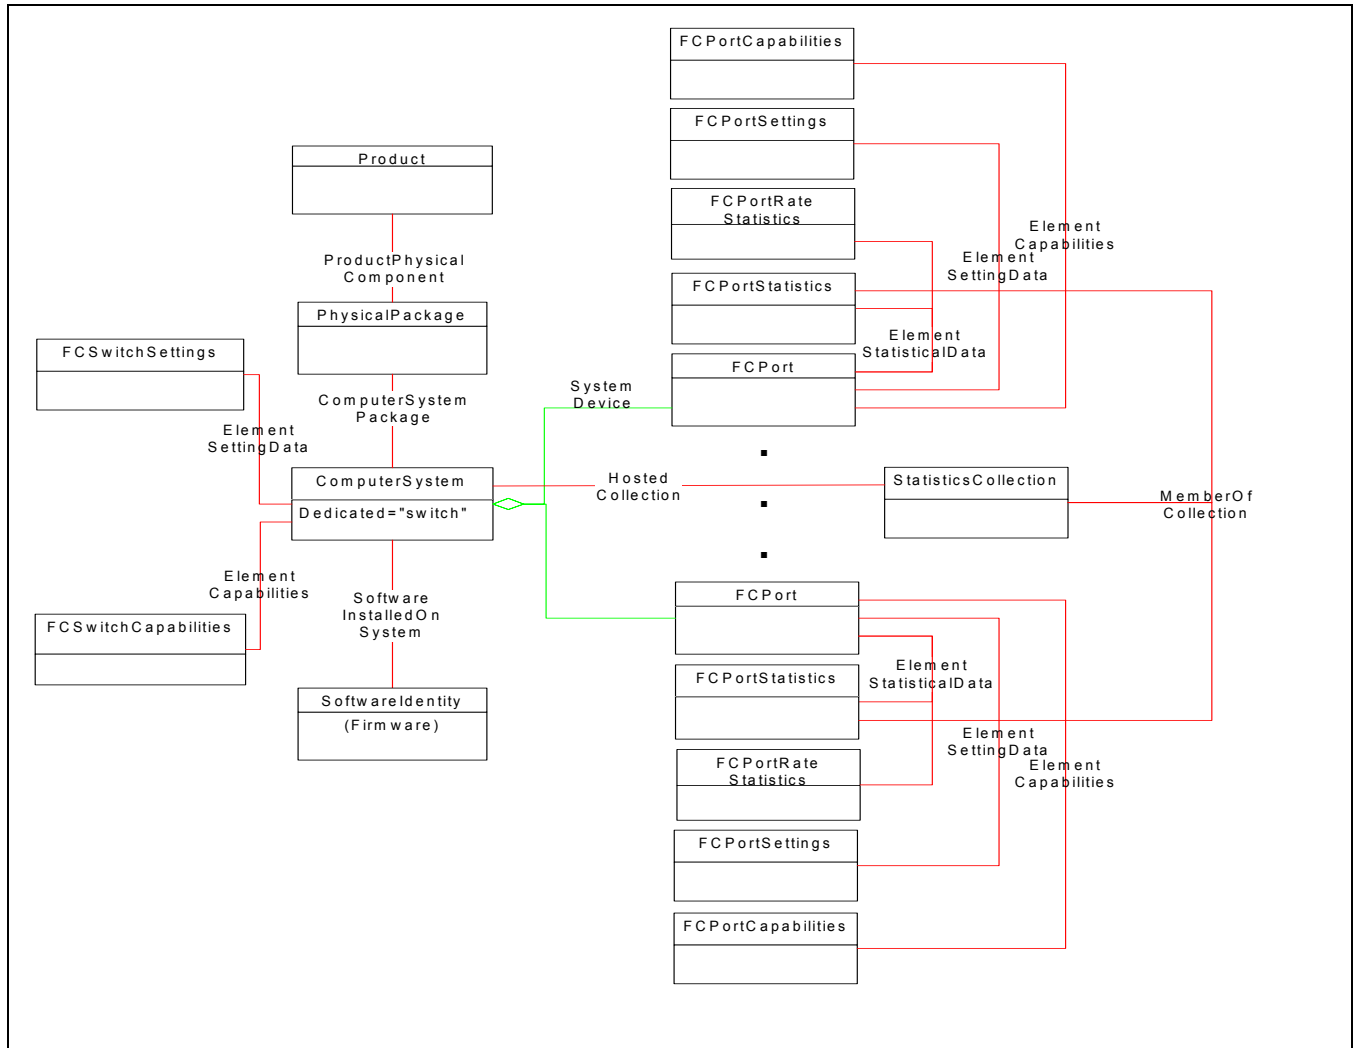 FCPortCapabilities
FCPortSettings
Product
FCPortRate
Statistics
Element
Capabilities
ProductPhysical
Component
Element
SettingData
FCPortStatistics
PhysicalPackage
Element
StatisticalData
FCSwitchSettings
FCPort
System
Device
ComputerSystem
Package
Element
SettingData
ComputerSystem
Dedicated="switch"
Hosted
Collection
StatisticsCollection
MemberOf
Collection
Element
Capabilities
Software
InstalledOn
System
FCPort
FCSwitchCapabilities
Element
StatisticalData
FCPortStatistics
SoftwareIdentity
(Firmware)
Element
SettingData
FCPortRate
Statistics
Element
Capabilities
FCPortSettings
FCPortCapabilities